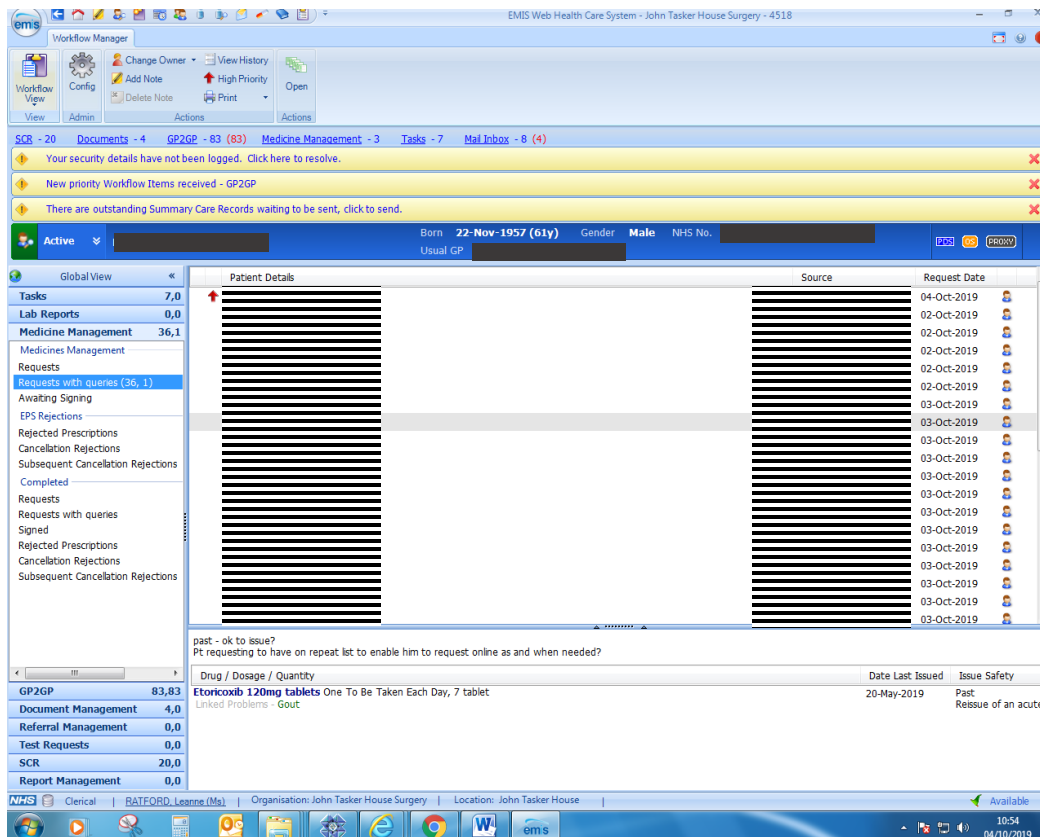 EMIS Web Health Care System - John Tasker House Surgery - 4518
emis
Workflow Manager
Workflow View
Config
Change Owner
Add Note
Delete Note
View History
High Priority
Print
Open
View
Admin
Actions
Actions
SCR - 20 Documents - 4 GP2GP - 83 (83) Medicine Management - 3 Tasks - 7 Mail Inbox - 8 (4)
Your security details have not been logged. Click here to resolve.
New priority Workflow Items received - GP2GP
There are outstanding Summary Care Records waiting to be sent, click to send.
Active
Born 22-Nov-1957 (61y) Gender Male NHS No.
Usual GP
PDS OS PROXY
Global View «
Tasks 7,0
Lab Reports 0,0
Medicine Management 36,1
Medicines Management
Requests
Requests with queries (36, 1)
Awaiting Signing
EPS Rejections
Rejected Prescriptions
Cancellation Rejections
Subsequent Cancellation Rejections
Completed
Requests
Requests with queries
Signed
Rejected Prescriptions
Cancellation Rejections
Subsequent Cancellation Rejections
GP2GP 83,83
Document Management 4,0
Referral Management 0,0
Test Requests 0,0
SCR 20,0
Report Management 0,0
Patient Details Source Request Date
04-Oct-2019
02-Oct-2019
02-Oct-2019
02-Oct-2019
02-Oct-2019
02-Oct-2019
03-Oct-2019
03-Oct-2019
03-Oct-2019
03-Oct-2019
03-Oct-2019
03-Oct-2019
03-Oct-2019
03-Oct-2019
03-Oct-2019
03-Oct-2019
03-Oct-2019
03-Oct-2019
03-Oct-2019
past - ok to issue?
Pt requesting to have on repeat list to enable him to request online as and when needed?
Drug / Dosage / Quantity Date Last Issued Issue Safety
Etoricoxib 120mg tablets One To Be Taken Each Day, 7 tablet 20-May-2019 Past
Linked Problems - Gout Reissue of an acute
NHS Clerical | RATFORD, Leanne (Ms) | Organisation: John Tasker House Surgery | Location: John Tasker House | Available
emis
10:54
04/10/2019